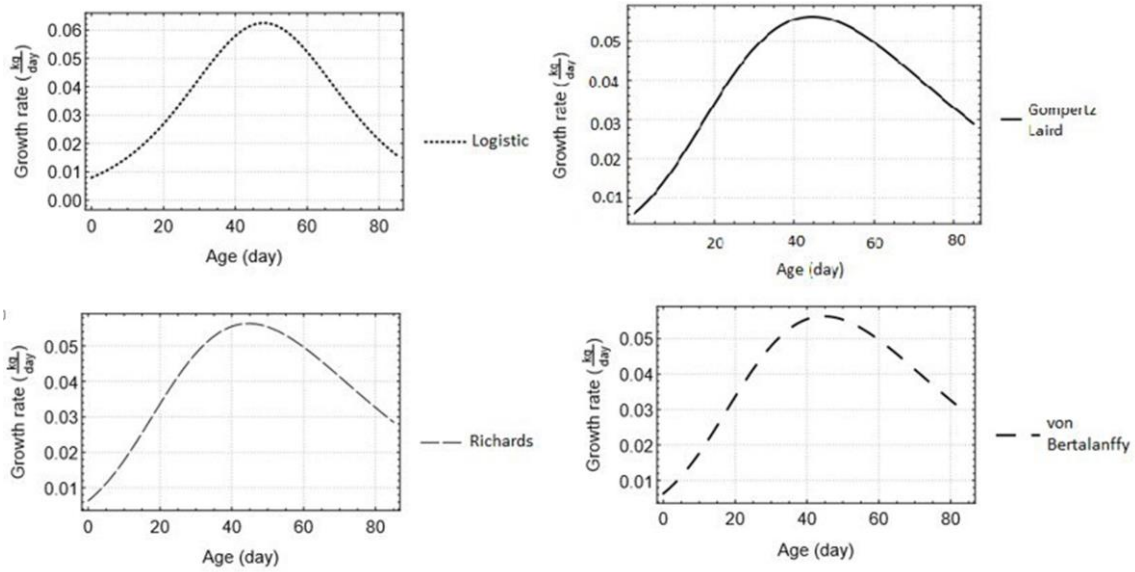 0.06
0.05
0.04
0.03
0.02
0.01
0.00
Growth rate (kg/day)
0 20 40 60 80
Age (day)
Logistic
0.05
0.04
0.03
0.02
0.01
Growth rate (kg/day)
20 40 60 80
Age (day)
Gompertz
Laird
0.05
0.04
0.03
0.02
0.01
Growth rate (kg/day)
0 20 40 60 80
Age (day)
Richards
0.05
0.04
0.03
0.02
0.01
Growth rate (kg/day)
0 20 40 60 80
Age (day)
von
Bertalanffy